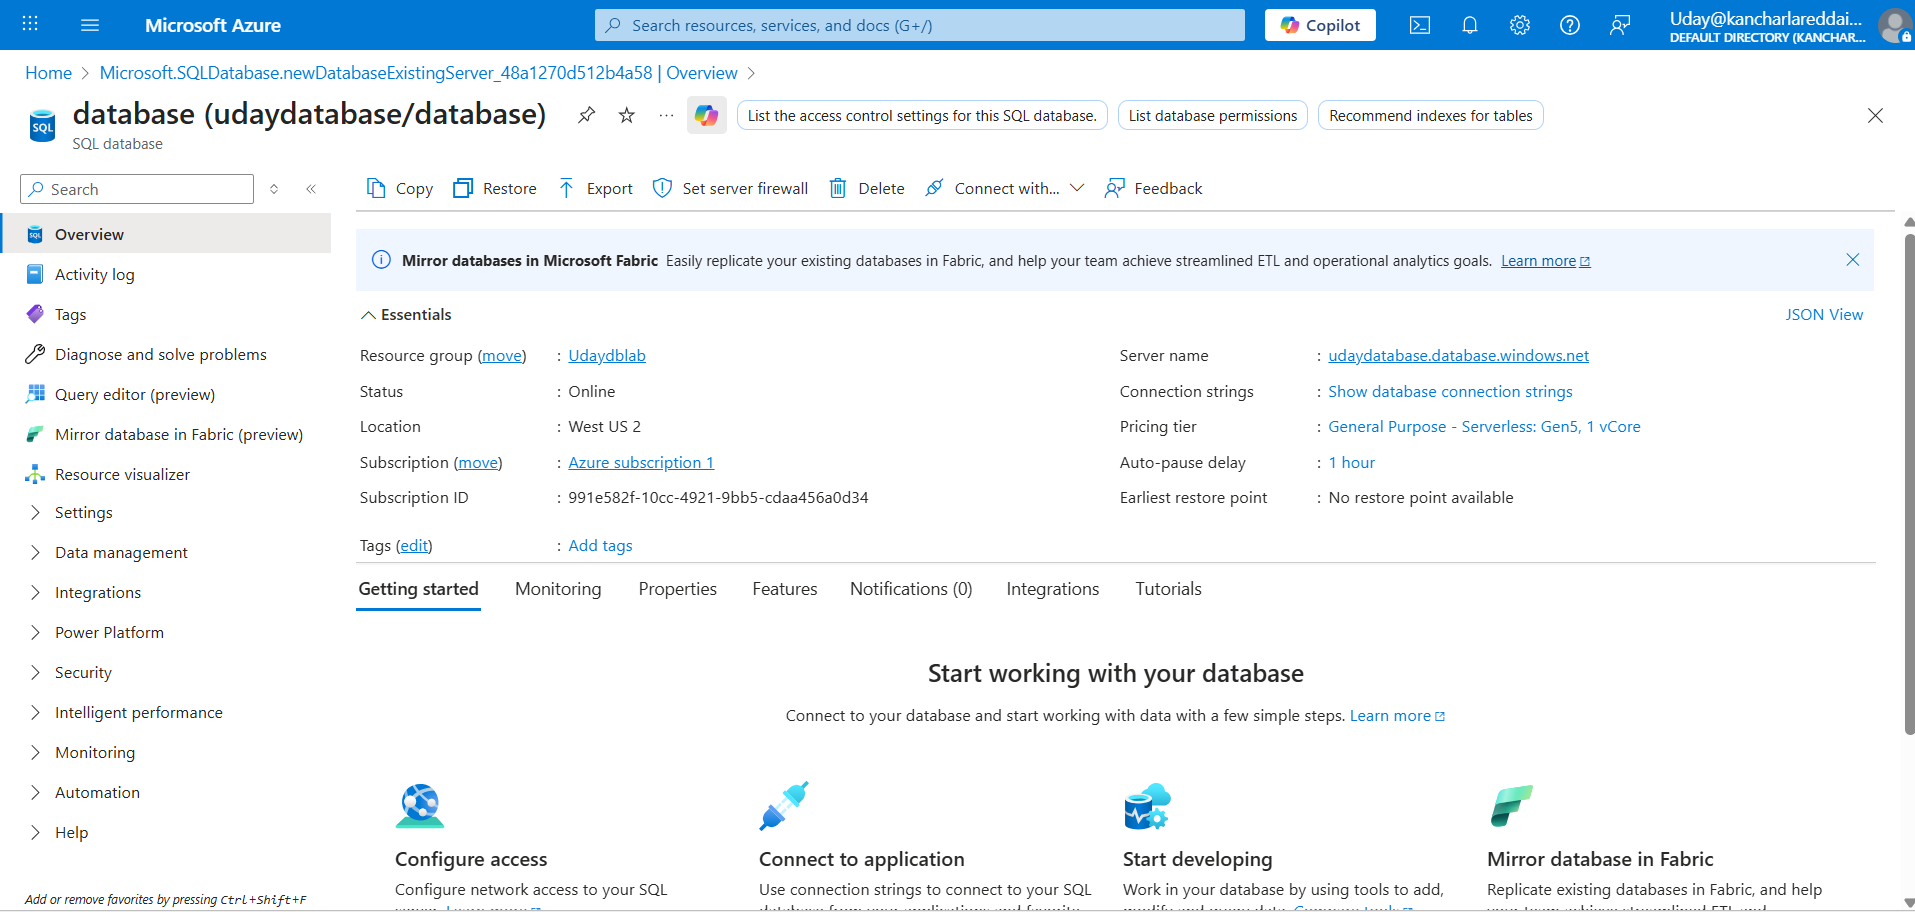 Microsoft Azure
Search resources, services, and docs (G+/)
Copilot
Uday@kancharlareddai...
DEFAULT DIRECTORY (KANCHAR...
Home > Microsoft.SQLDatabase.newDatabaseExistingServer_48a1270d512b4a58 | Overview >
SQL
database (udaydatabase/database)
...
List the access control settings for this SQL database.
List database permissions
Recommend indexes for tables
SQL database
Search
Overview
Activity log
Tags
Diagnose and solve problems
Query editor (preview)
Mirror database in Fabric (preview)
Resource visualizer
Settings
Data management
Integrations
Power Platform
Security
Intelligent performance
Monitoring
Automation
Help
Add or remove favorites by pressing Ctrl+Shift+F
Copy
Restore
Export
Set server firewall
Delete
Connect with...
Feedback
Mirror databases in Microsoft Fabric Easily replicate your existing databases in Fabric, and help your team achieve streamlined ETL and operational analytics goals. Learn more
Essentials
JSON View
Resource group (move) : Udaydblab
Status : Online
Location : West US 2
Subscription (move) : Azure subscription 1
Subscription ID : 991e582f-10cc-4921-9bb5-cdaa456a0d34
Tags (edit) : Add tags
Server name : udaydatabase.database.windows.net
Connection strings : Show database connection strings
Pricing tier : General Purpose - Serverless: Gen5, 1 vCore
Auto-pause delay : 1 hour
Earliest restore point : No restore point available
Getting started
Monitoring
Properties
Features
Notifications (0)
Integrations
Tutorials
Start working with your database
Connect to your database and start working with data with a few simple steps. Learn more
Configure access
Configure network access to your SQL
Connect to application
Use connection strings to connect to your SQL
Start developing
Work in your database by using tools to add,
Mirror database in Fabric
Replicate existing databases in Fabric, and help